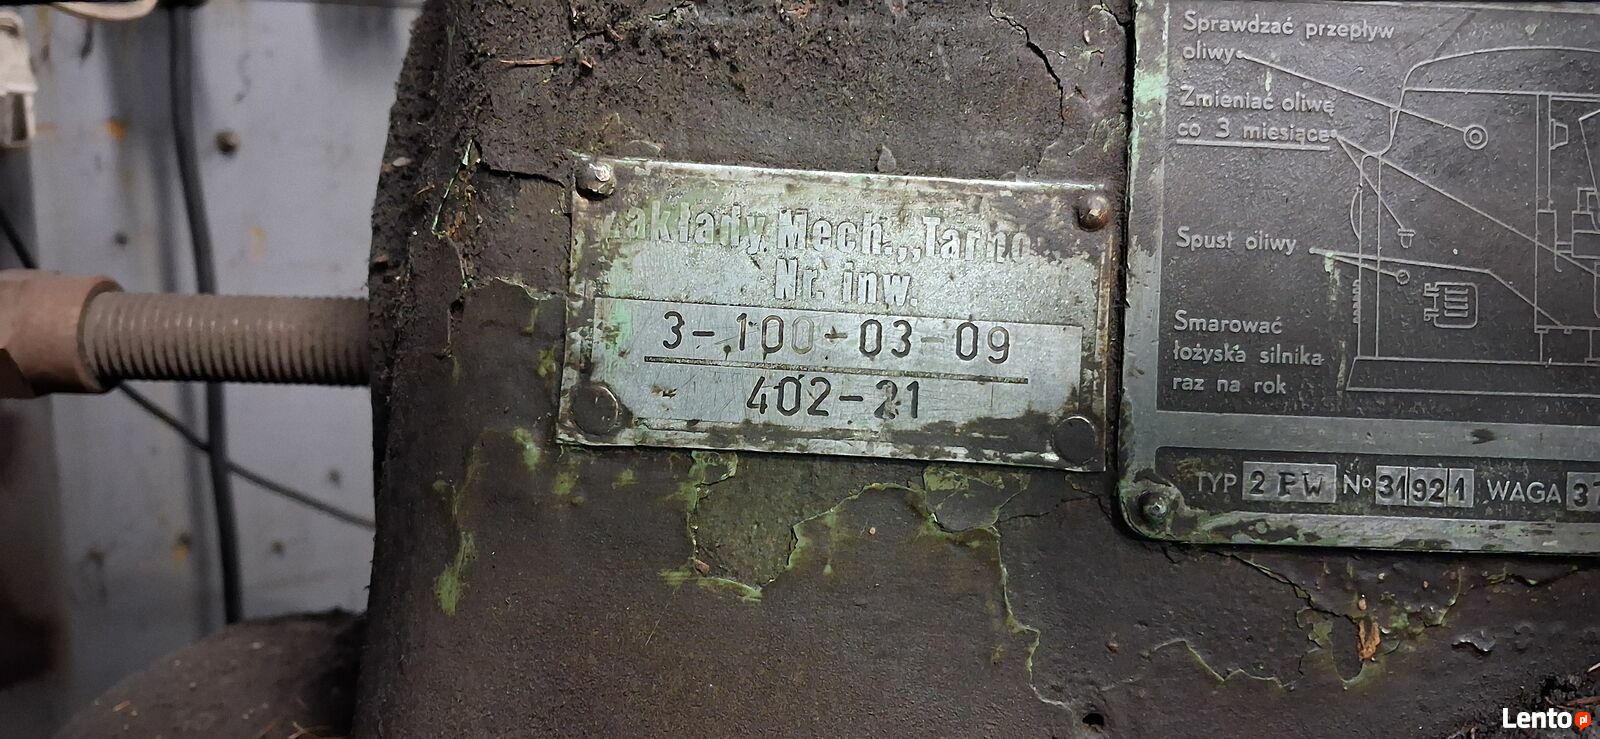 Sprawdzać przepływ
oliwy
Zmieniać oliwę
co 3 miesiące
Spust oliwy
Smarować
łożyska silnika
raz na rok
TYP 2 PW Nº 31921 WAGA 37
Zakłady Mech. „Tarno
Nr. inw.
3-100-03-09
402-21
Lento.pl